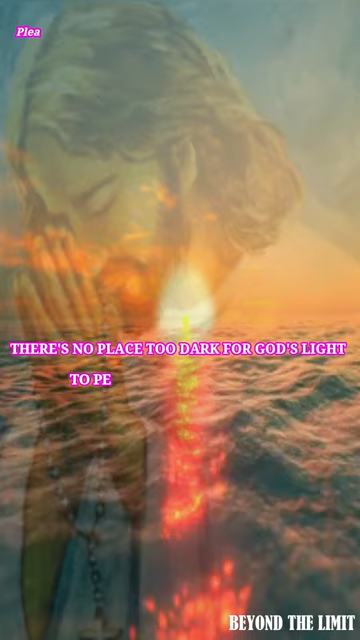 Plea
THERE'S NO PLACE TOO DARK FOR GOD'S LIGHT
TO PE
BEYOND THE LIMIT